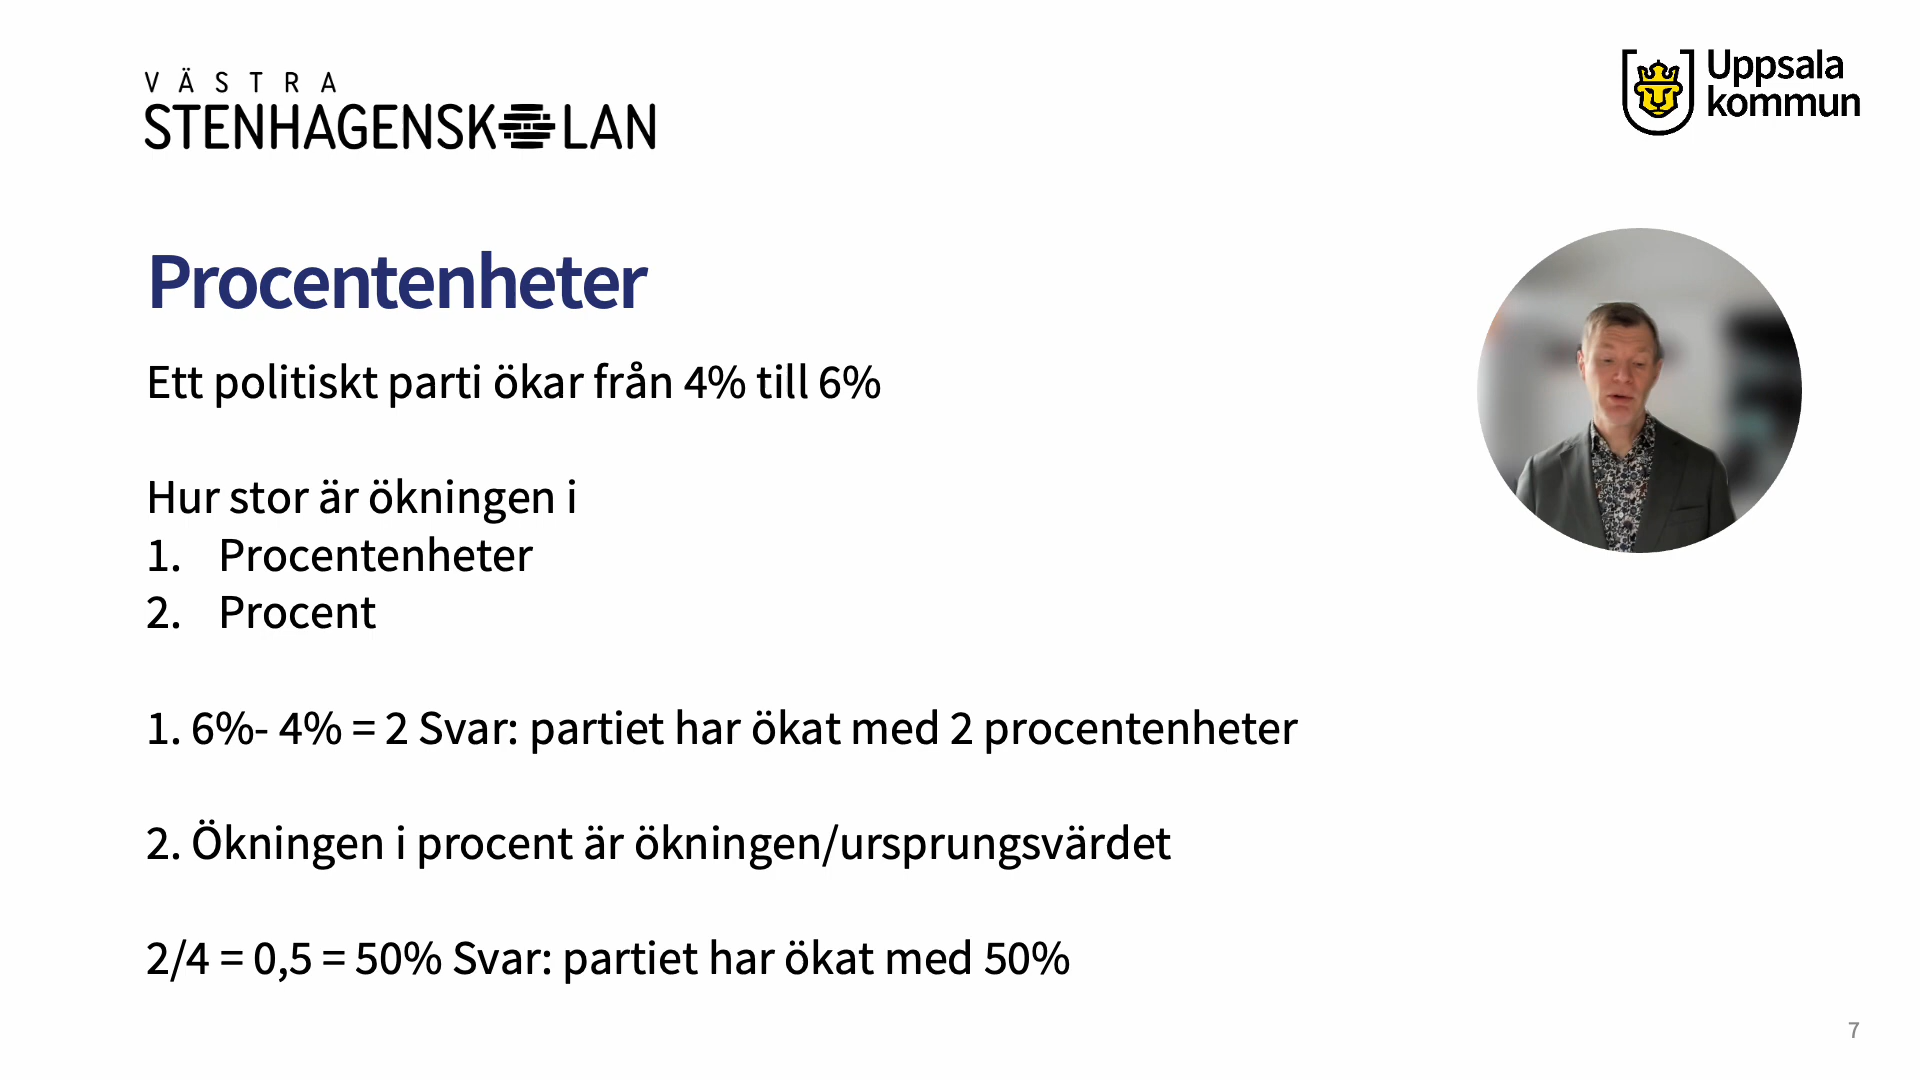 VÄSTRA
STENHAGENSKOLAN
Uppsala
kommun
Procentenheter
Ett politiskt parti ökar från 4% till 6%
Hur stor är ökningen i
1. Procentenheter
2. Procent
1. 6%- 4% = 2 Svar: partiet har ökat med 2 procentenheter
2. Ökningen i procent är ökningen/ursprungsvärdet
2/4 = 0,5 = 50% Svar: partiet har ökat med 50%
7